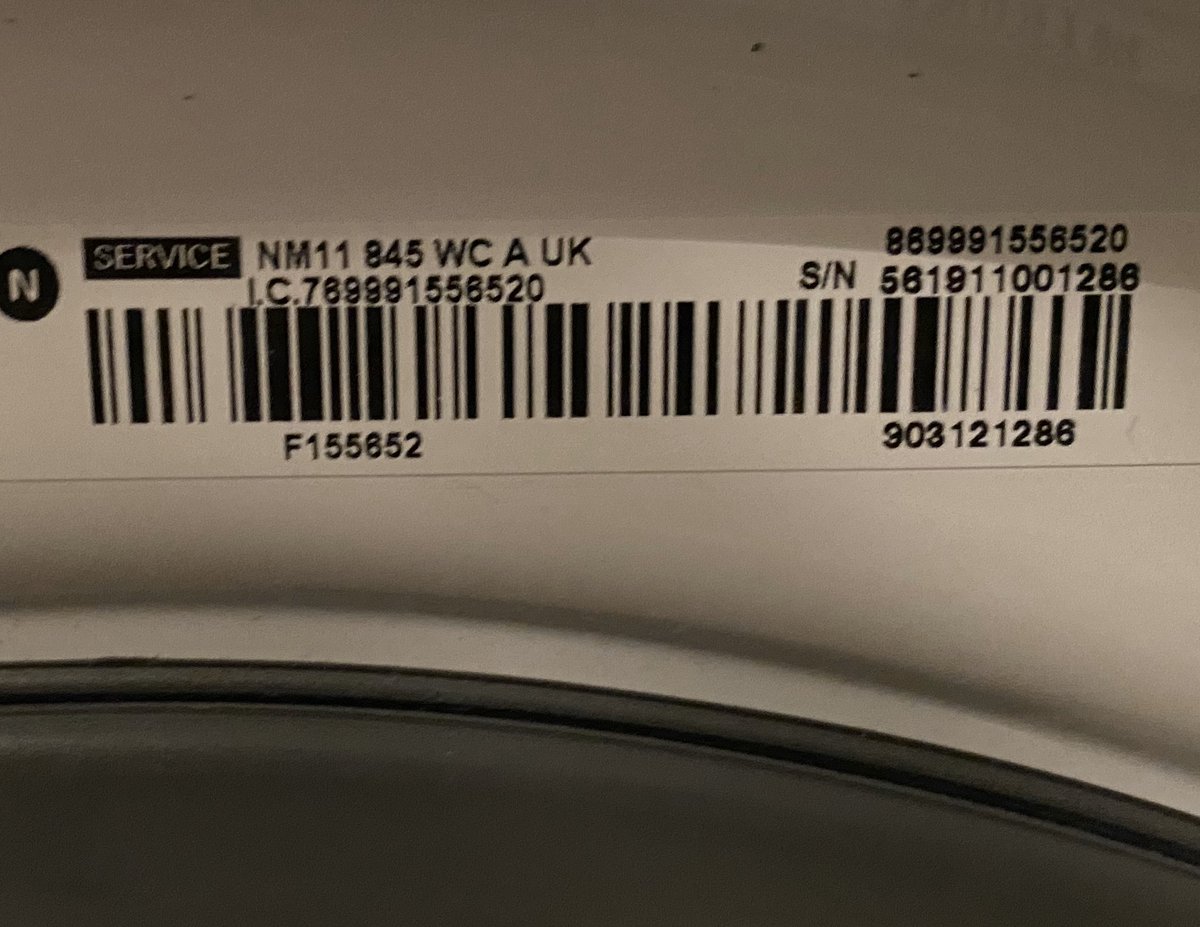 N
SERVICE NM11 845 WC A UK
869991556520
I.C.769991556520
S/N 561911001286
F155652
903121286